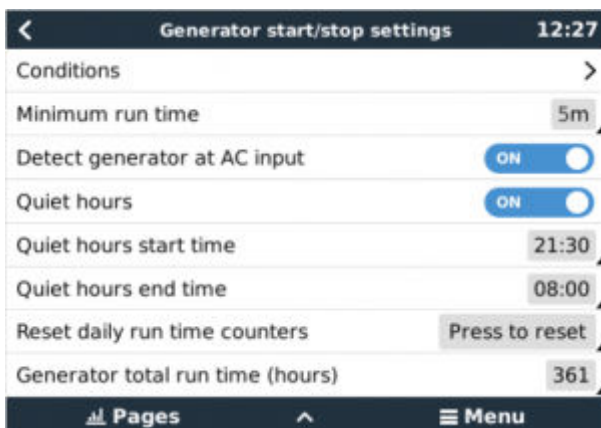 Generator start/stop settings 12:27
Conditions
Minimum run time 5m
Detect generator at AC input ON
Quiet hours ON
Quiet hours start time 21:30
Quiet hours end time 08:00
Reset daily run time counters Press to reset
Generator total run time (hours) 361
Pages Menu